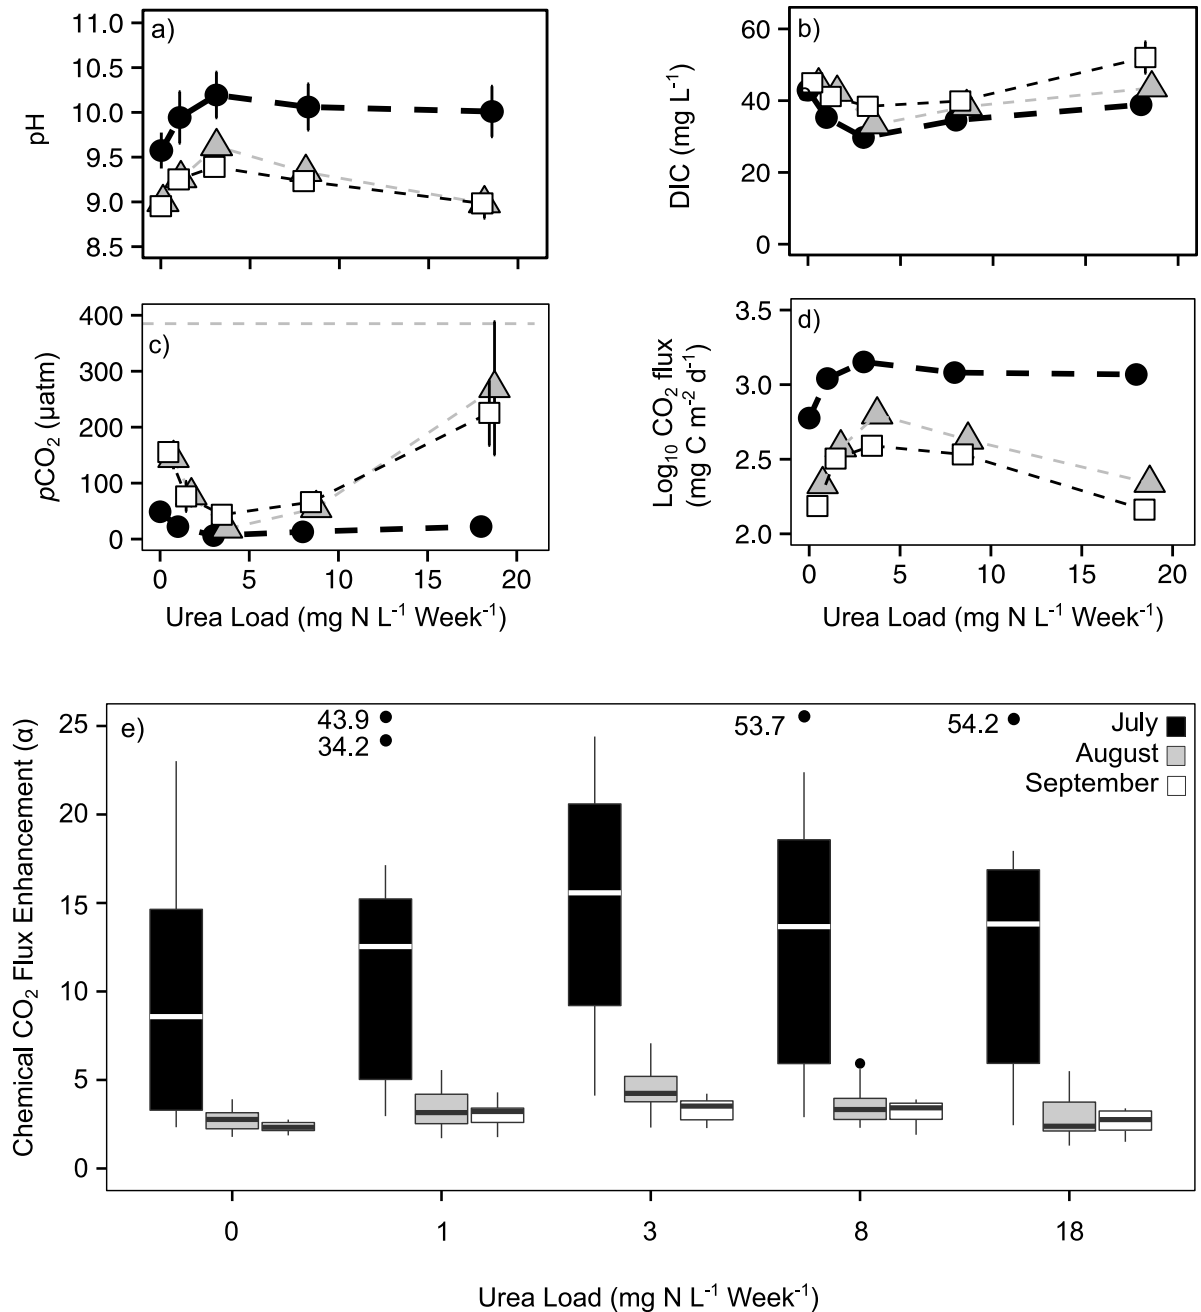 a)
11.0
10.5
10.0
9.5
9.0
8.5
pH
b)
60
40
20
0
DIC (mg L-1)
c)
400
300
200
100
0
pCO2 (µatm)
0 5 10 15 20
Urea Load (mg N L-1 Week-1)
d)
3.5
3.0
2.5
2.0
Log10 CO2 flux
(mg C m-2 d-1)
0 5 10 15 20
Urea Load (mg N L-1 Week-1)
e)
43.9
34.2
53.7
54.2
July
August
September
25
20
15
10
5
0
Chemical CO2 Flux Enhancement (α)
0 1 3 8 18
Urea Load (mg N L-1 Week-1)